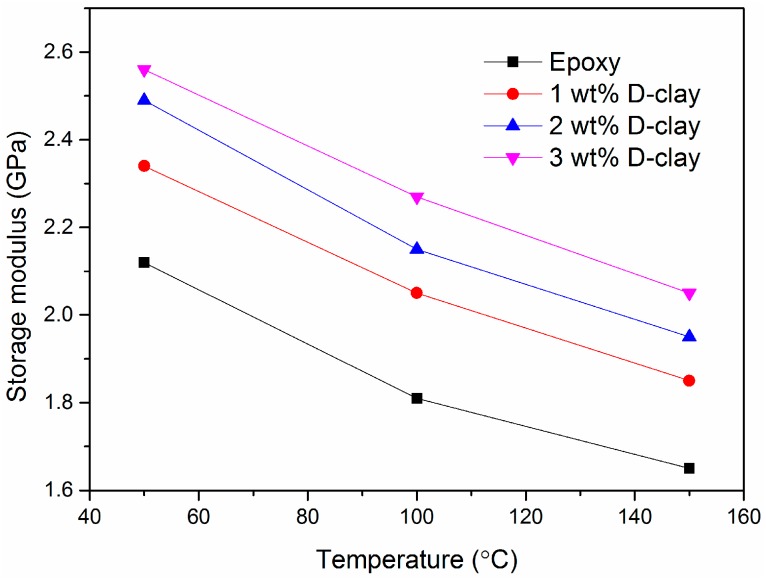 2.6
2.4
2.2
2.0
1.8
1.6
Storage modulus (GPa)
Epoxy
1 wt% D-clay
2 wt% D-clay
3 wt% D-clay
40 60 80 100 120 140 160
Temperature (°C)